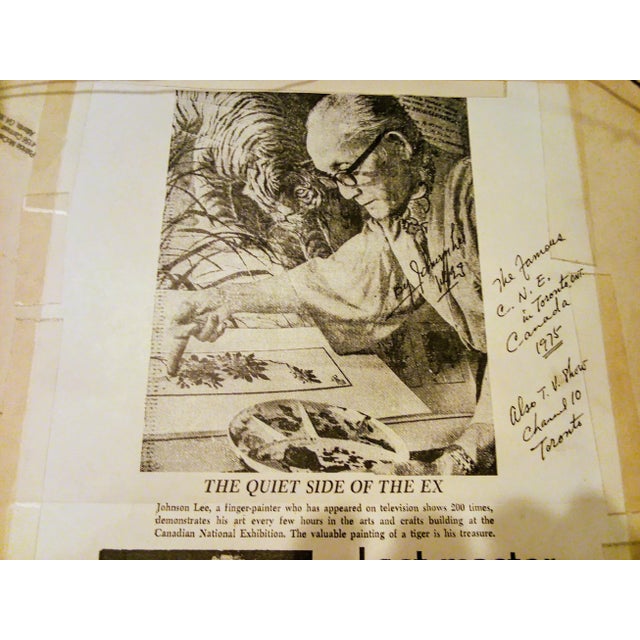 The Famous
C. N. E.
in Toronto, ont
Canada
1975
Also T. V. Show
Channel 10
Toronto
THE QUIET SIDE OF THE EX
Johnson Lee, a finger-painter who has appeared on television shows 200 times,
demonstrates his art every few hours in the arts and crafts building at the
Canadian National Exhibition. The valuable painting of a tiger is his treasure.